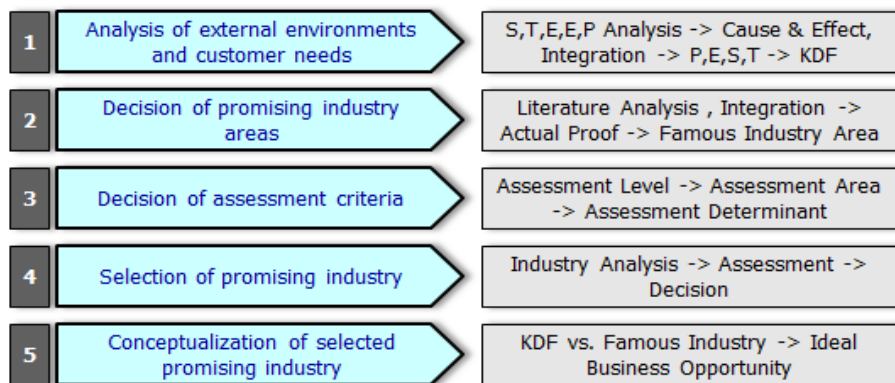 1
Analysis of external environments
and customer needs
S,T,E,E,P Analysis -> Cause & Effect,
Integration -> P,E,S,T -> KDF
2
Decision of promising industry
areas
Literature Analysis , Integration ->
Actual Proof -> Famous Industry Area
3
Decision of assessment criteria
Assessment Level -> Assessment Area
-> Assessment Determinant
4
Selection of promising industry
Industry Analysis -> Assessment ->
Decision
5
Conceptualization of selected
promising industry
KDF vs. Famous Industry -> Ideal
Business Opportunity